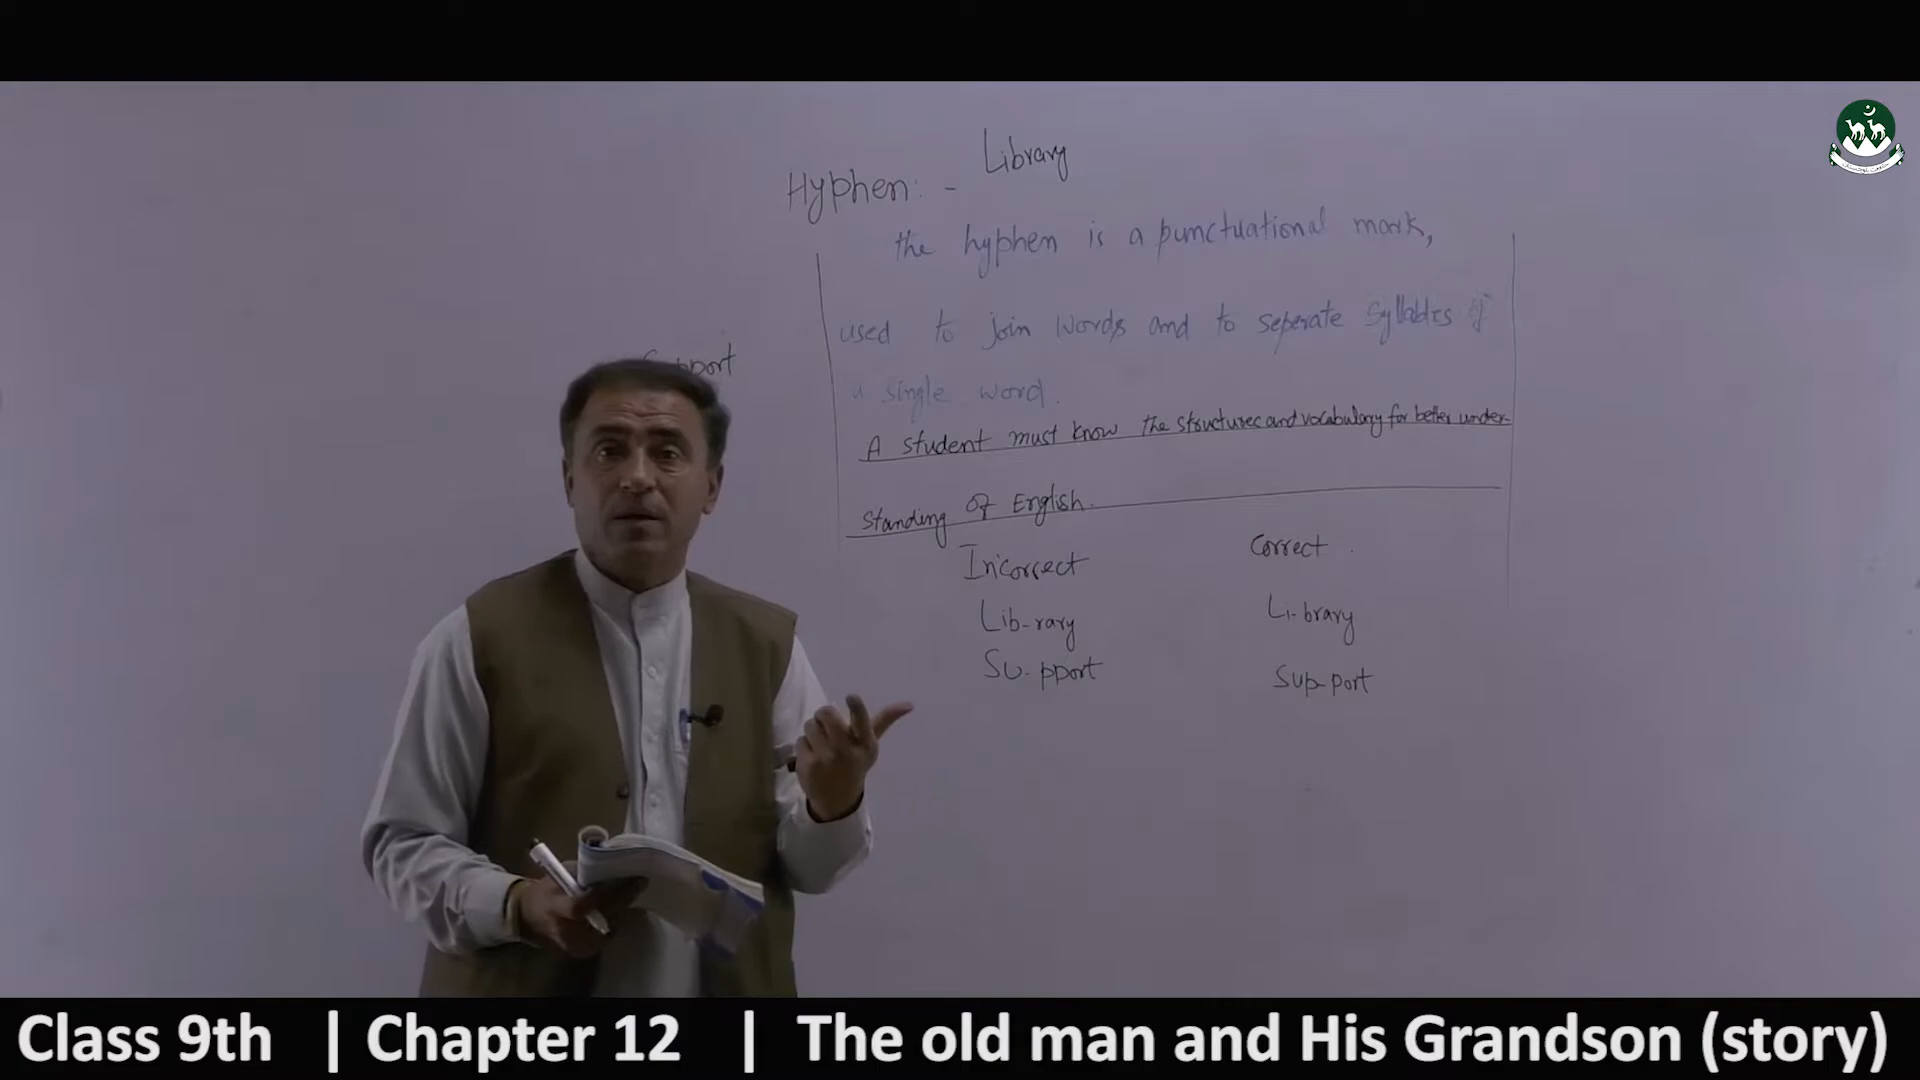 Library
Hyphen: -
the hyphen is a punctuational mark,
used to join words and to seperate syllables of
a single word.
A student must know the structures and vocabulary for better under-
standing of English.
Incorrect Correct
Lib-rary Li-brary
Su-pport Sup-port
pport
Class 9th | Chapter 12 | The old man and His Grandson (story)